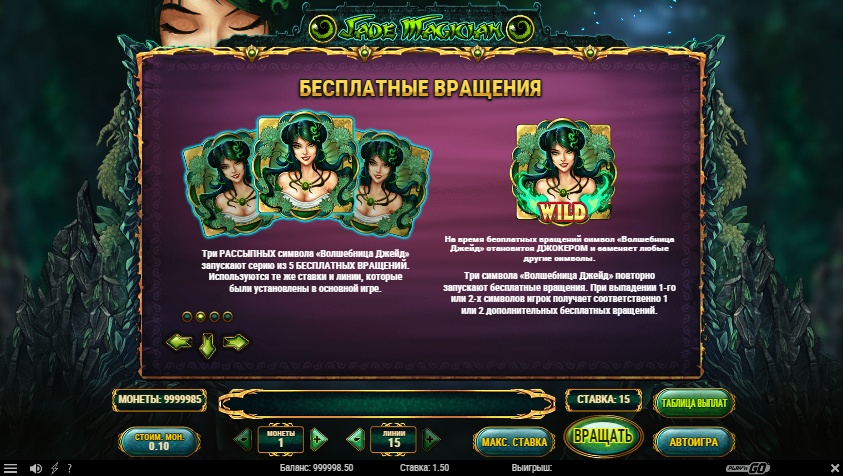 Jade Magician
БЕСПЛАТНЫЕ ВРАЩЕНИЯ
WILD
Три РАССЫПНЫХ символа «Волшебница Джейд»
запускают серию из 5 БЕСПЛАТНЫХ ВРАЩЕНИЙ.
Используются те же ставки и линии, которые
были установлены в основной игре.
На время бесплатных вращений символ «Волшебница
Джейд» становится ДЖОКЕРОМ и заменяет любые
другие символы.
Три символа «Волшебница Джейд» повторно
запускают бесплатные вращения. При выпадении 1-го
или 2-х символов игрок получает соответственно 1
или 2 дополнительных бесплатных вращений.
МОНЕТЫ: 9999985
СТАВКА: 15
ТАБЛИЦА ВЫПЛАТ
СТОИМ. МОН.
0.10
МОНЕТЫ
1
ЛИНИИ
15
МАКС. СТАВКА
ВРАЩАТЬ
АВТОИГРА
?
Баланс: 999998.50
Ставка: 1.50
Выигрыш:
PLAY'N GO